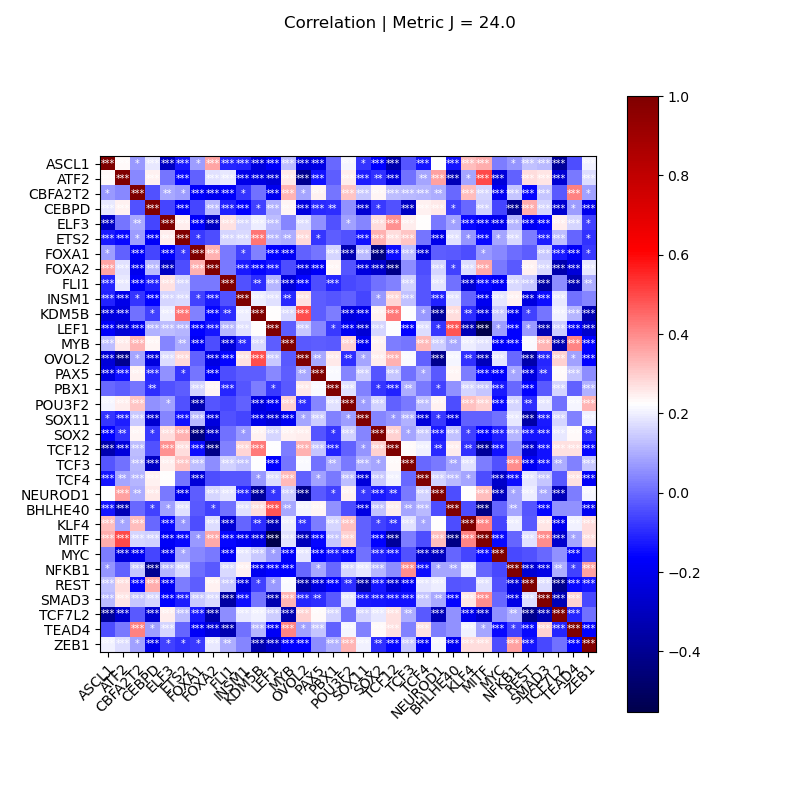 Correlation | Metric J = 24.0
ASCL1
ATF2
CBFA2T2
CEBPD
ELF3
ETS2
FOXA1
FOXA2
FLI1
INSM1
KDM5B
LEF1
MYB
OVOL2
PAX5
PBX1
POU3F2
SOX11
SOX2
TCF12
TCF3
TCF4
NEUROD1
BHLHE40
KLF4
MITF
MYC
NFKB1
REST
SMAD3
TCF7L2
TEAD4
ZEB1
ASCL1
ATF2
CBFA2T2
CEBPD
ELF3
ETS2
FOXA1
FOXA2
FLI1
INSM1
KDM5B
LEF1
MYB
OVOL2
PAX5
PBX1
POU3F2
SOX11
SOX2
TCF12
TCF3
TCF4
NEUROD1
BHLHE40
KLF4
MITF
MYC
NFKB1
REST
SMAD3
TCF7L2
TEAD4
ZEB1
1.0
0.8
0.6
0.4
0.2
0.0
−0.2
−0.4